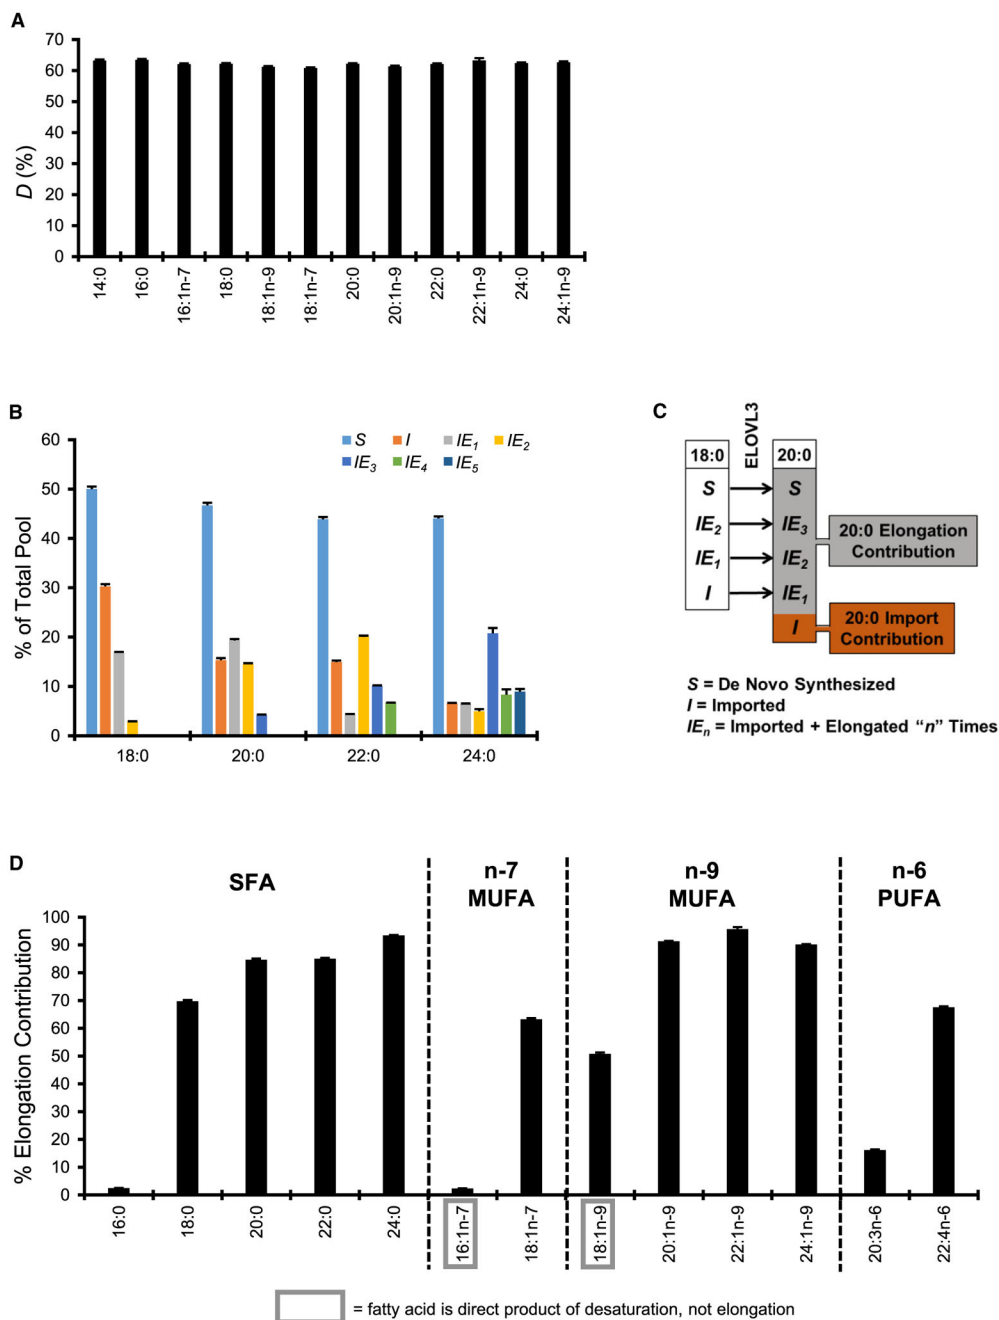 A
70
60
50
40
30
20
10
0
D (%)
14:0
16:0
16:1n-7
18:0
18:1n-9
18:1n-7
20:0
20:1n-9
22:0
22:1n-9
24:0
24:1n-9
B
60
50
40
30
20
10
0
% of Total Pool
S I IE1 IE2
IE3 IE4 IE5
18:0 20:0 22:0 24:0
C
ELOVL3
18:0 20:0
S S
IE2 IE3
IE1 IE2
I IE1
I
20:0 Elongation
Contribution
20:0 Import
Contribution
S = De Novo Synthesized
I = Imported
IEn = Imported + Elongated “n” Times
D
SFA
n-7
MUFA
n-9
MUFA
n-6
PUFA
100
90
80
70
60
50
40
30
20
10
0
% Elongation Contribution
16:0
18:0
20:0
22:0
24:0
16:1n-7
18:1n-7
18:1n-9
20:1n-9
22:1n-9
24:1n-9
20:3n-6
22:4n-6
= fatty acid is direct product of desaturation, not elongation